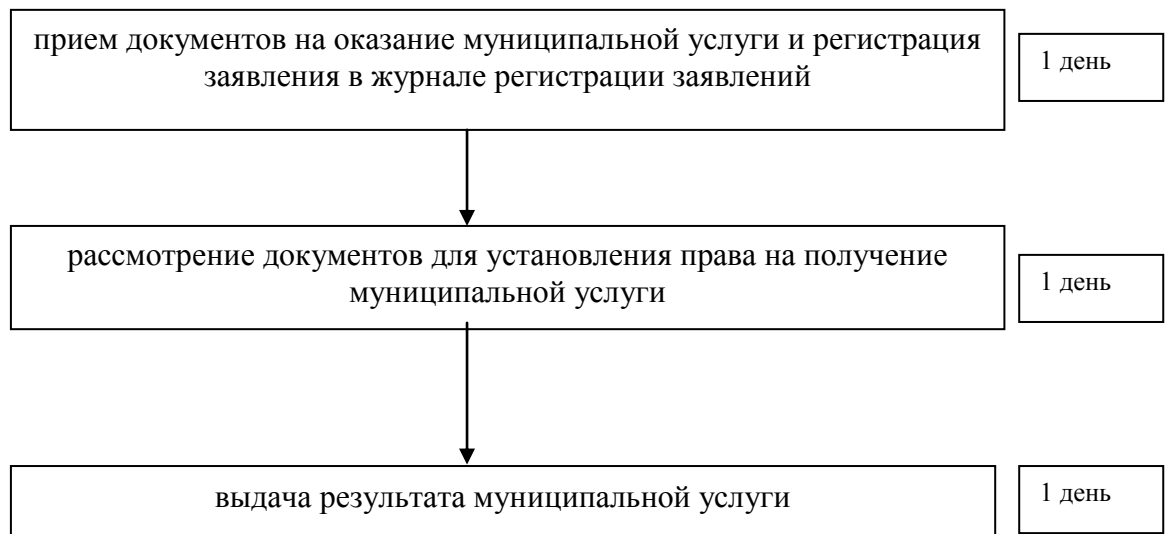 прием документов на оказание муниципальной услуги и регистрация
заявления в журнале регистрации заявлений
1 день
рассмотрение документов для установления права на получение
муниципальной услуги
1 день
выдача результата муниципальной услуги
1 день